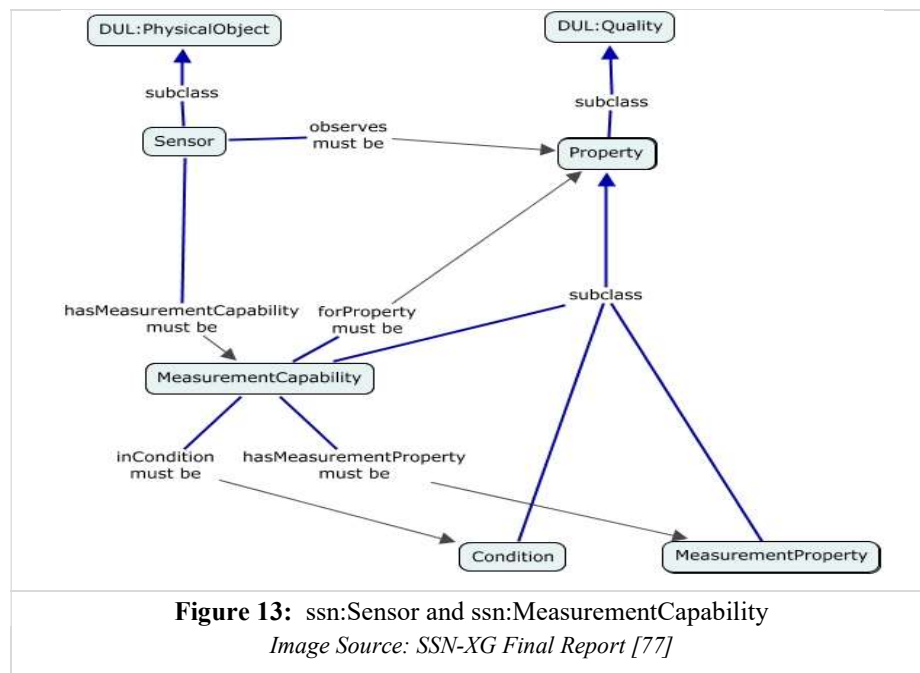 DUL:PhysicalObject
DUL:Quality
subclass
subclass
observes
must be
Sensor
Property
subclass
hasMeasurementCapability
must be
forProperty
must be
MeasurementCapability
inCondition
must be
hasMeasurementProperty
must be
Condition
MeasurementProperty
Figure 13: ssn:Sensor and ssn:MeasurementCapability
Image Source: SSN-XG Final Report [77]